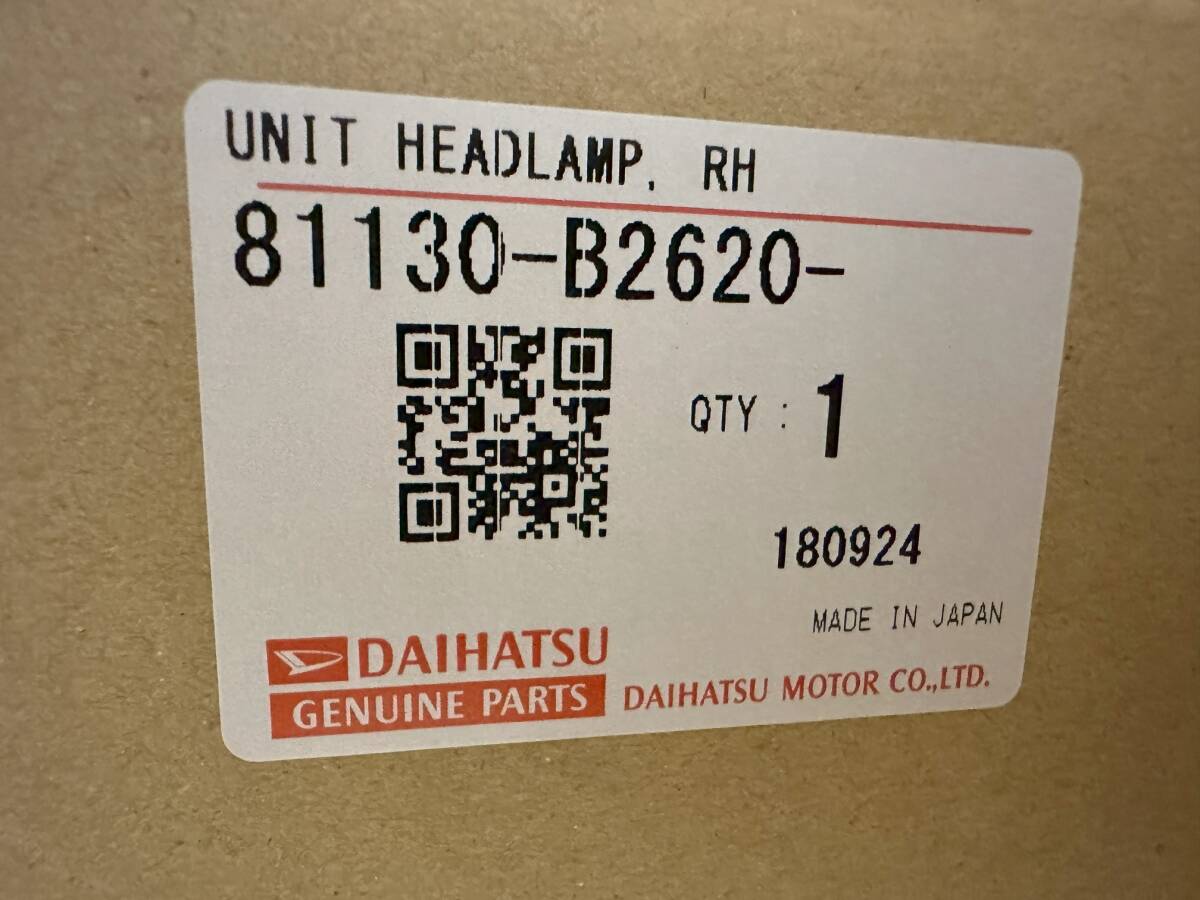 UNIT HEADLAMP, RH
81130-B2620-
QTY : 1
180924
MADE IN JAPAN
DAIHATSU
GENUINE PARTS
DAIHATSU MOTOR CO.,LTD.